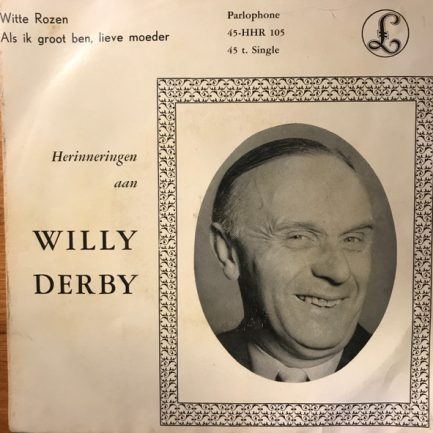 Witte Rozen
Als ik groot ben, lieve moeder
Parlophone
45-HHR 105
45 t. Single
£
Herinneringen
aan
WILLY
DERBY